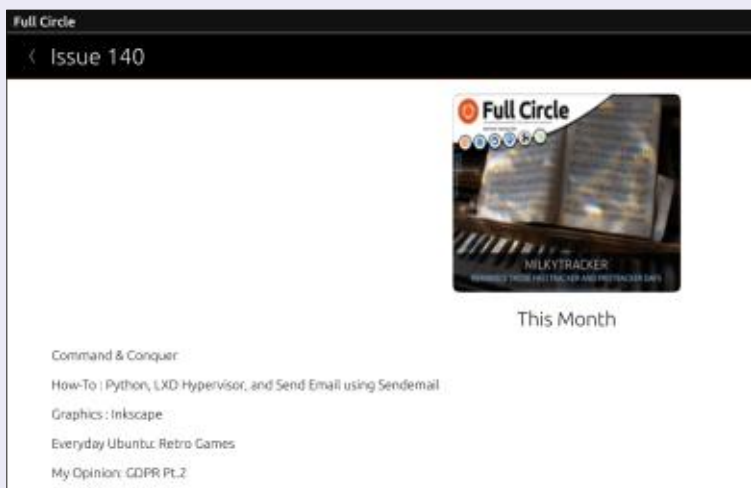 Full Circle
Issue 140
Full Circle
MILKYTRACKER
This Month
Command & Conquer
How-To : Python, LXD Hypervisor, and Send Email using Sendemail
Graphics : Inkscape
Everyday Ubuntu: Retro Games
My Opinion: GDPR Pt.2